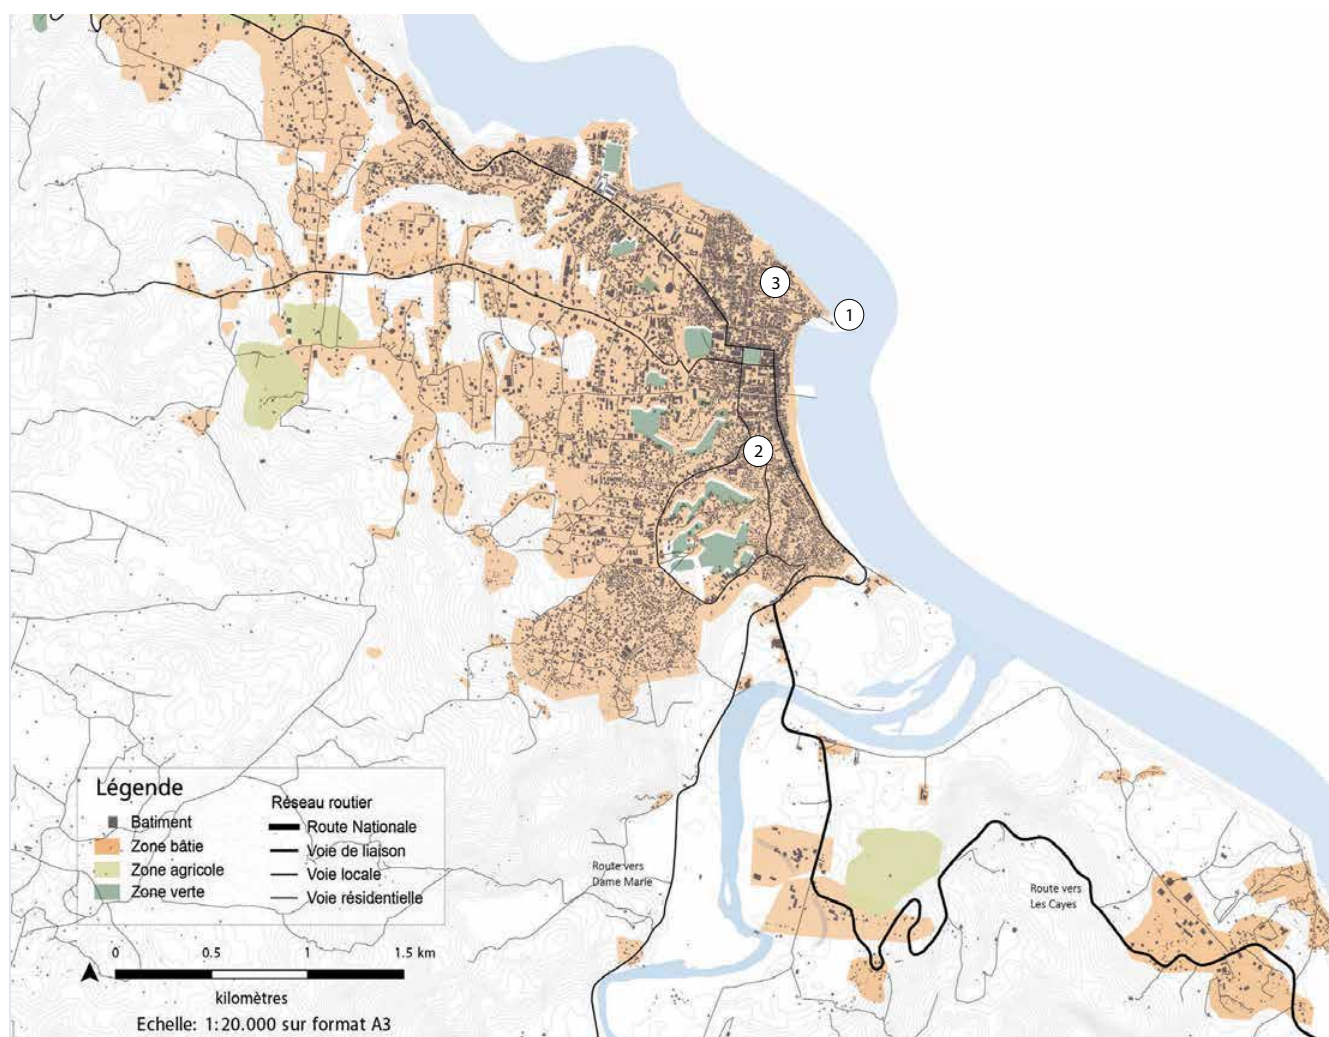 3
1
2
Légende
Batiment
Zone bâtie
Zone agricole
Zone verte
Réseau routier
Route Nationale
Voie de liaison
Voie locale
Voie résidentielle
0 0.5 1 1.5 km
kilomètres
Echelle: 1:20.000 sur format A3
Route vers
Dame Marie
Route vers
Les Cayes